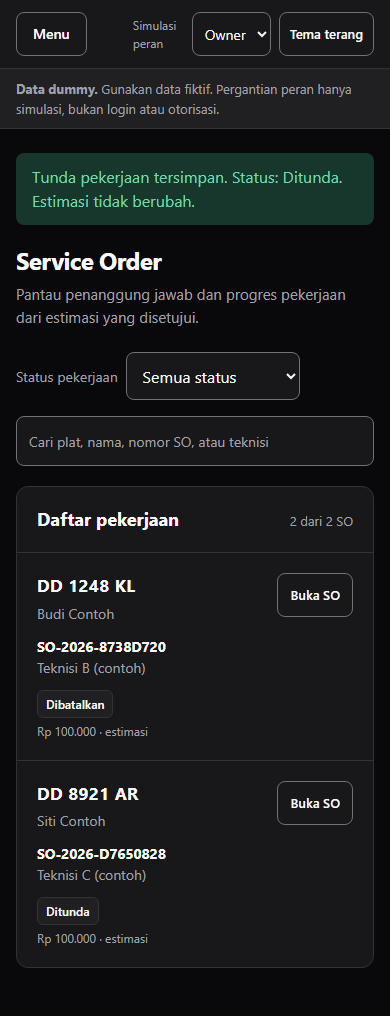 Menu
Simulasi peran
Owner
Tema terang
Data dummy. Gunakan data fiktif. Pergantian peran hanya
simulasi, bukan login atau otorisasi.
Tunda pekerjaan tersimpan. Status: Ditunda.
Estimasi tidak berubah.
Service Order
Pantau penanggung jawab dan progres pekerjaan
dari estimasi yang disetujui.
Status pekerjaan
Semua status
Cari plat, nama, nomor SO, atau teknisi
Daftar pekerjaan
2 dari 2 SO
DD 1248 KL
Buka SO
Budi Contoh
SO-2026-8738D720
Teknisi B (contoh)
Dibatalkan
Rp 100.000 · estimasi
DD 8921 AR
Buka SO
Siti Contoh
SO-2026-D7650828
Teknisi C (contoh)
Ditunda
Rp 100.000 · estimasi